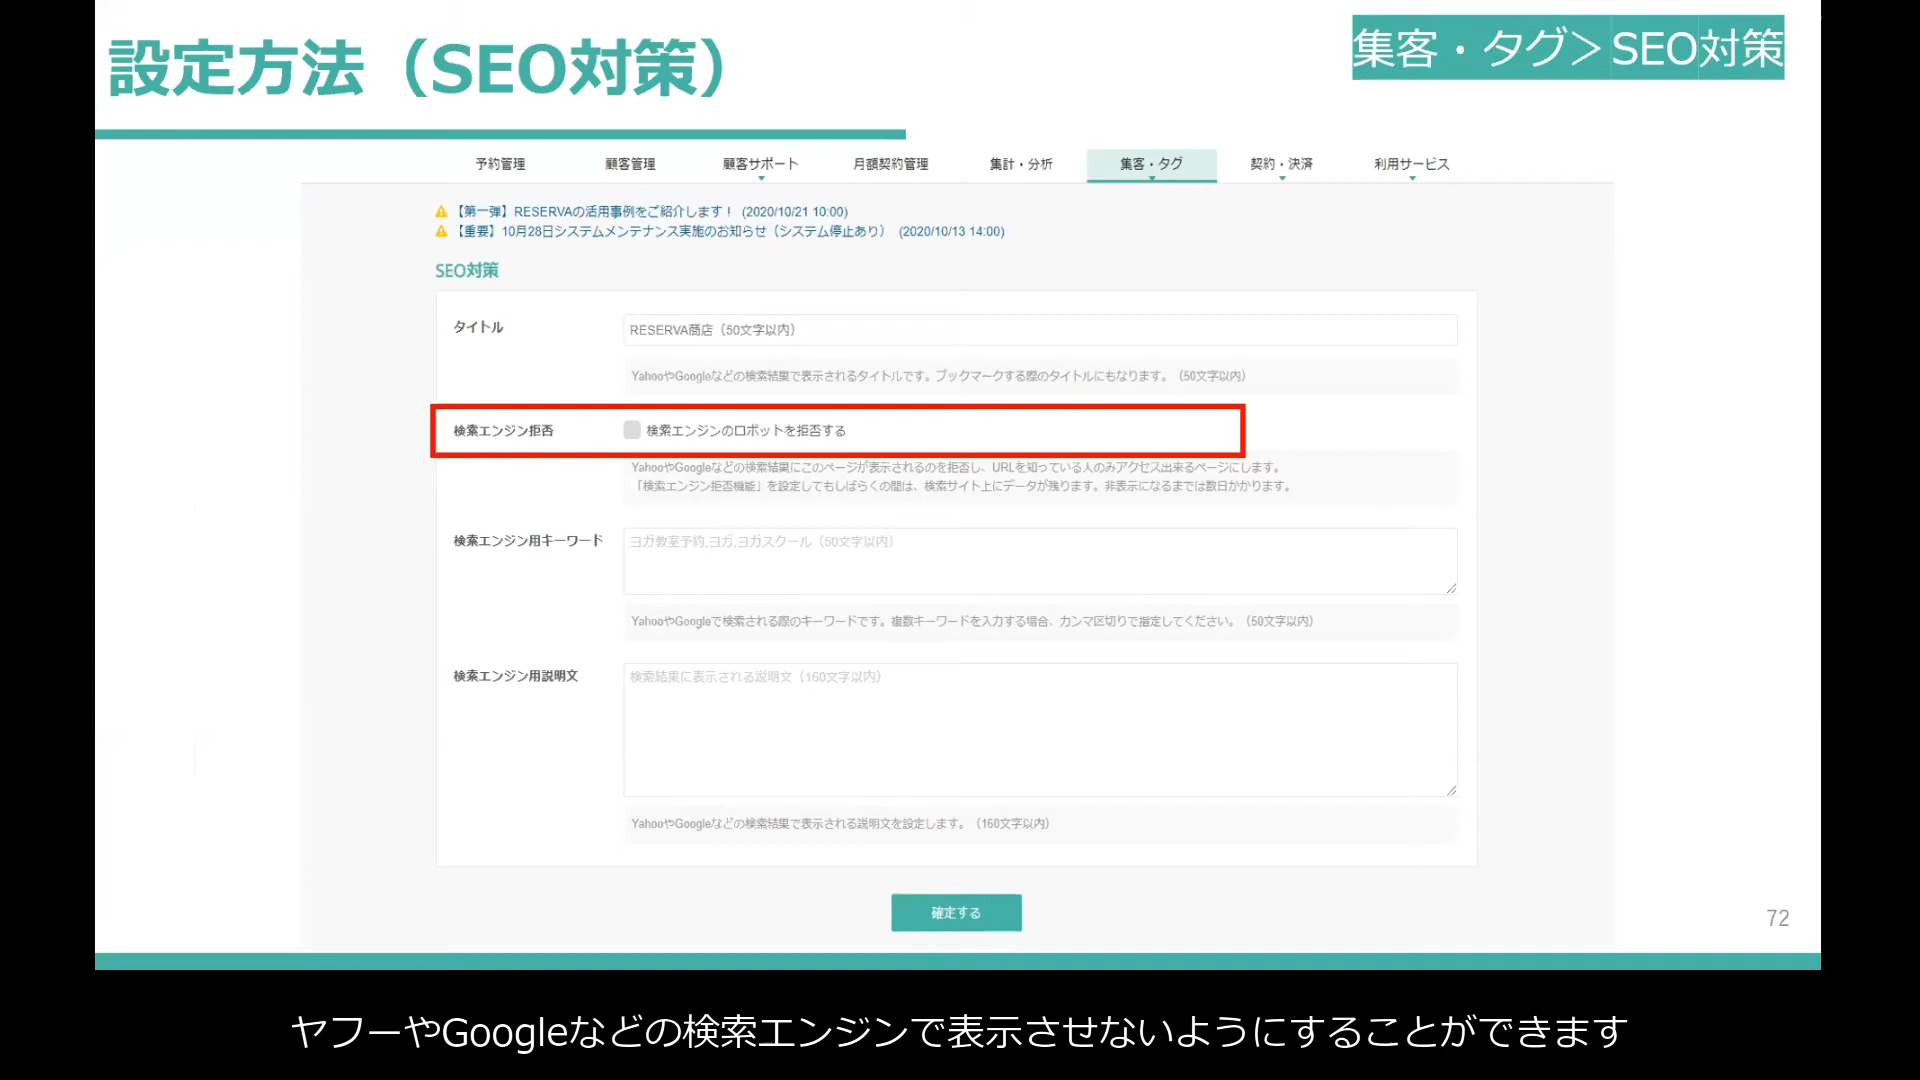 設定方法（SEO対策）
集客・タグ＞SEO対策
予約管理 顧客管理 顧客サポート 月額契約管理 集計・分析 集客・タグ 契約・決済 利用サービス
【第一弾】RESERVAの活用事例をご紹介します！ (2020/10/21 10:00)
【重要】10月28日システムメンテナンス実施のお知らせ（システム停止あり） (2020/10/13 14:00)
SEO対策
タイトル RESERVA商店（50文字以内）
YahooやGoogleなどの検索結果で表示されるタイトルです。ブックマークする際のタイトルにもなります。（50文字以内）
検索エンジン拒否 検索エンジンのロボットを拒否する
YahooやGoogleなどの検索結果にこのページが表示されるのを拒否し、URLを知っている人のみアクセス出来るページにします。
「検索エンジン拒否機能」を設定してもしばらくの間は、検索サイト上にデータが残ります。非表示になるまでは数日かかります。
検索エンジン用キーワード ヨガ教室予約,ヨガ,ヨガスクール（50文字以内）
YahooやGoogleで検索される際のキーワードです。複数キーワードを入力する場合、カンマ区切りで指定してください。（50文字以内）
検索エンジン用説明文 検索結果に表示される説明文（160文字以内）
YahooやGoogleなどの検索結果で表示される説明文を設定します。（160文字以内）
確定する
72
ヤフーやGoogleなどの検索エンジンで表示させないようにすることができます